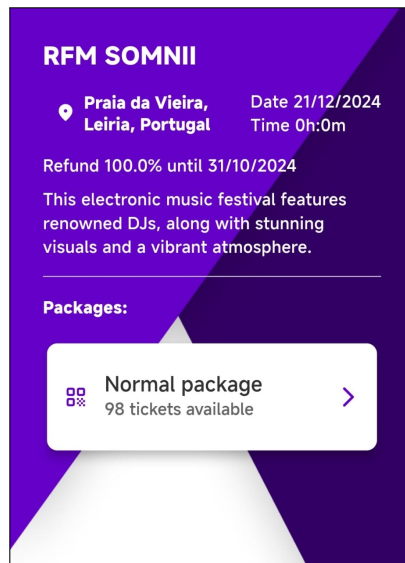 RFM SOMNII
Praia da Vieira,
Leiria, Portugal
Date 21/12/2024
Time 0h:0m
Refund 100.0% until 31/10/2024
This electronic music festival features
renowned DJs, along with stunning
visuals and a vibrant atmosphere.
Packages:
Normal package
98 tickets available